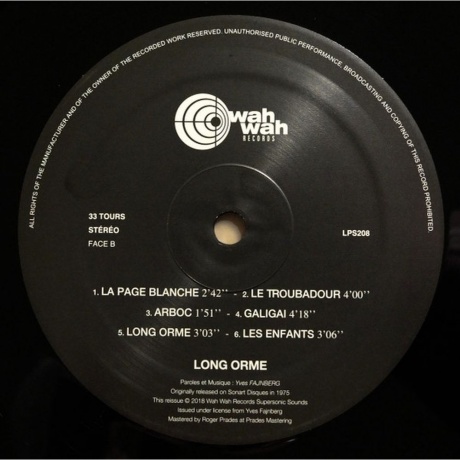 ALL RIGHTS OF THE MANUFACTURER AND OF THE OWNER OF THE RECORDED WORK RESERVED. UNAUTHORISED PUBLIC PERFORMANCE, BROADCASTING AND COPYING OF THIS RECORD PROHIBITED.
wah
wah
RECORDS
33 TOURS
STÉRÉO
FACE B
LPS208
1. LA PAGE BLANCHE 2'42'' - 2. LE TROUBADOUR 4'00''
3. ARBOC 1'51'' - 4. GALIGAI 4'18''
5. LONG ORME 3'03'' - 6. LES ENFANTS 3'06''
LONG ORME
Paroles et Musique : Yves FAJNBERG
Originally released on Sonart Disques in 1975
This reissue © 2018 Wah Wah Records Supersonic Sounds
Issued under license from Yves Fajnberg
Mastered by Roger Prades at Prades Mastering